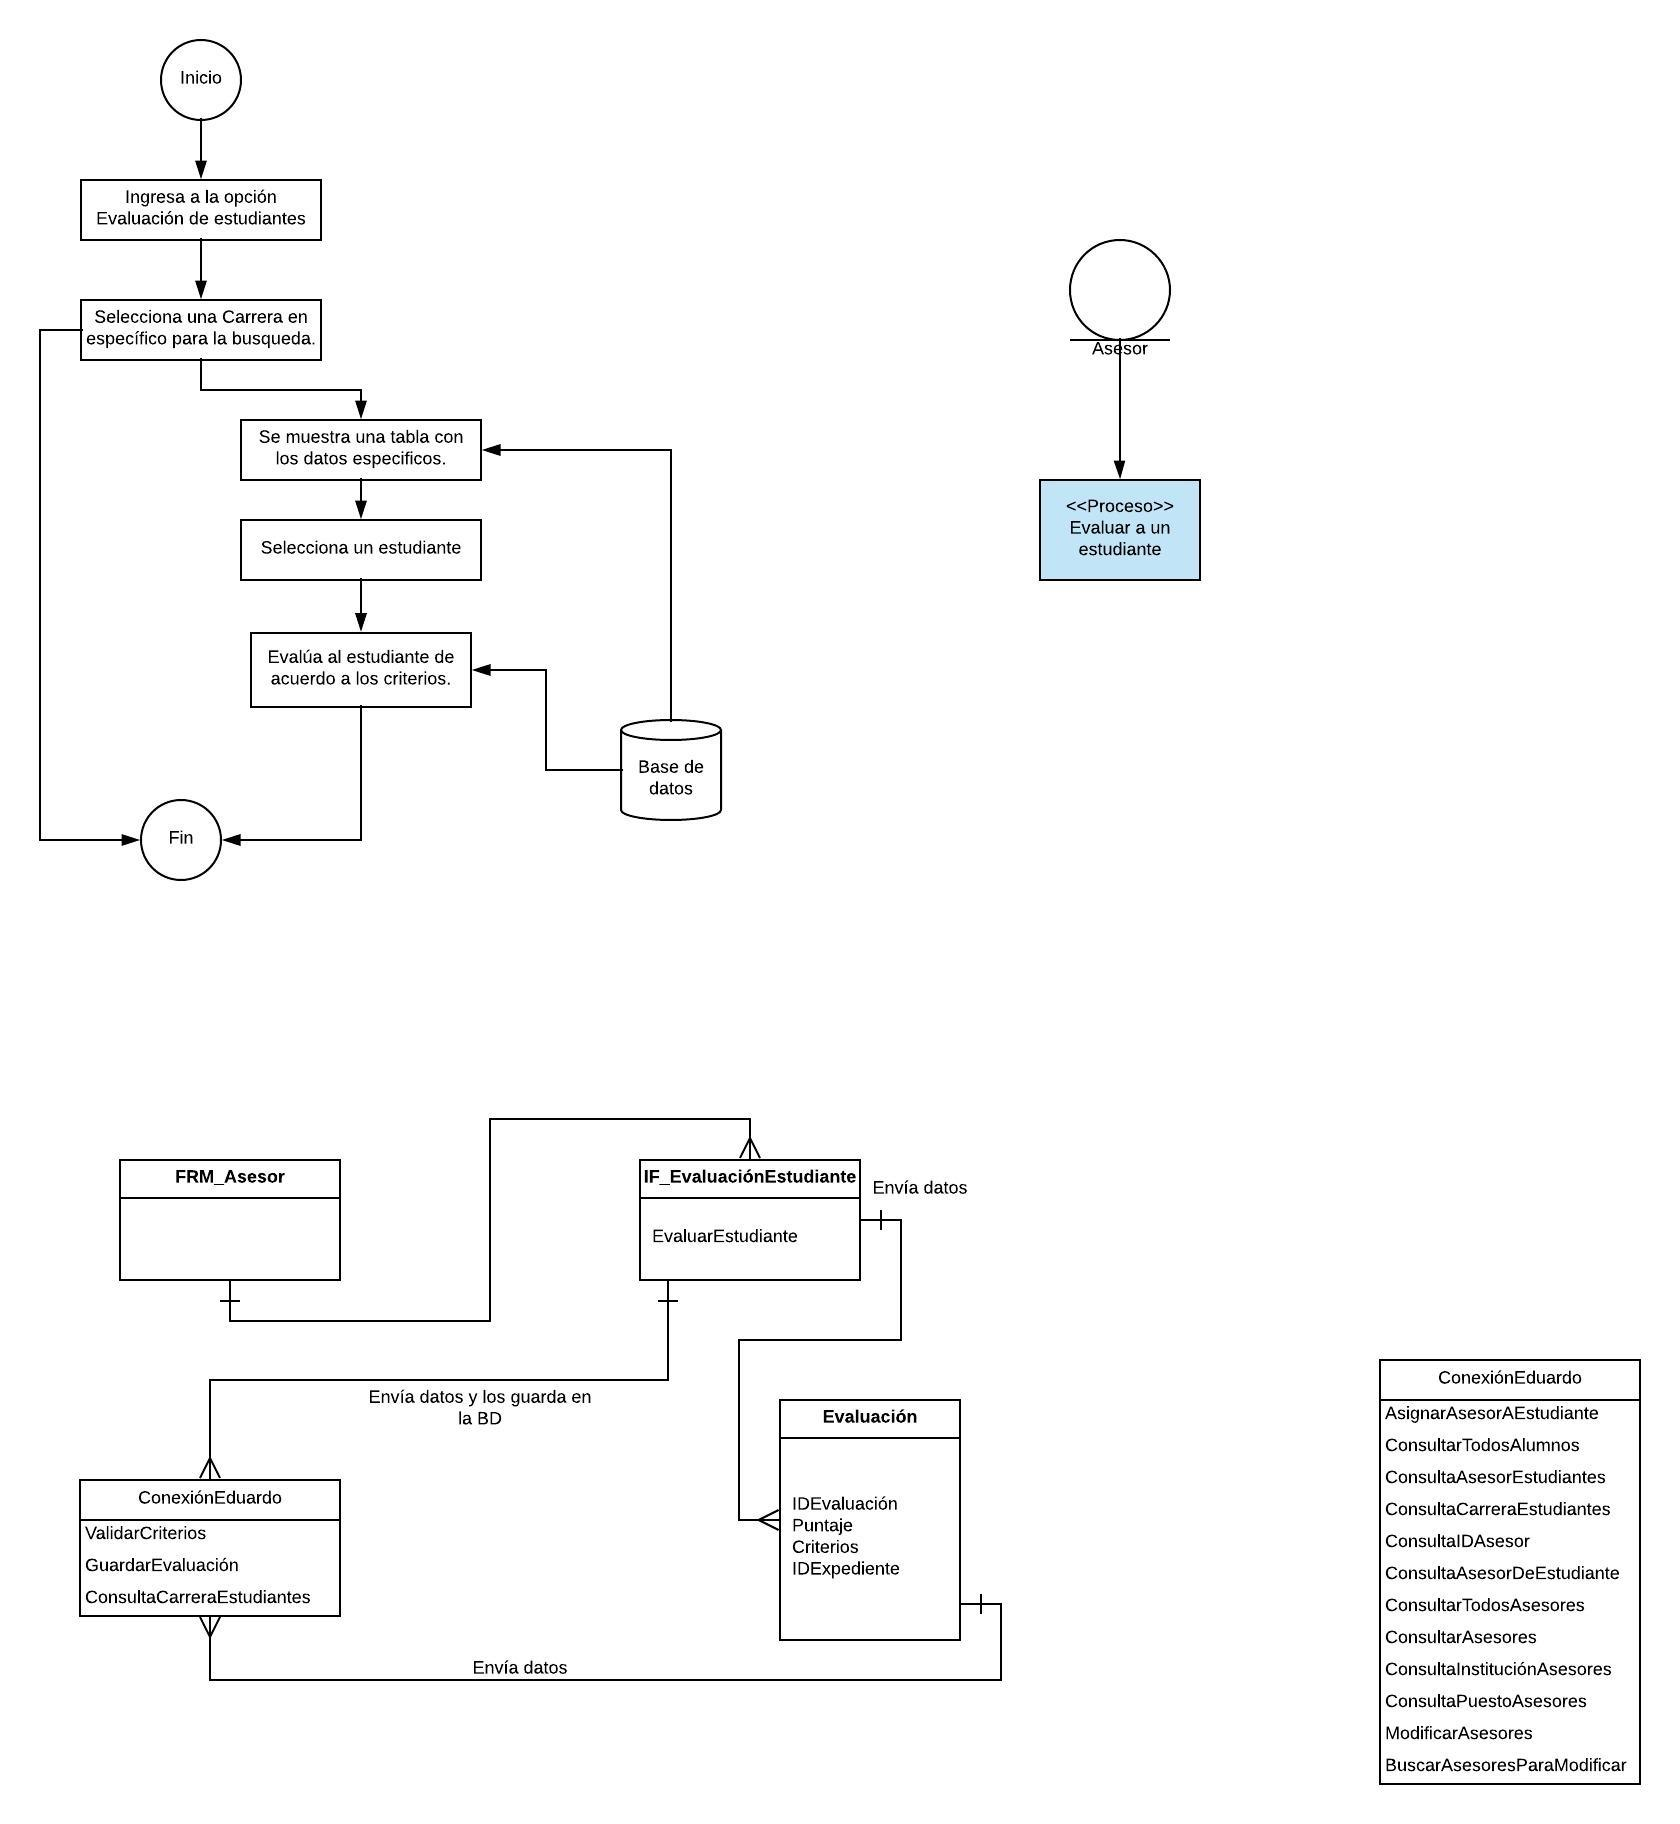 Inicio
Ingresa a la opción
Evaluación de estudiantes
Selecciona una Carrera en
específico para la busqueda.
Se muestra una tabla con
los datos especificos.
Selecciona un estudiante
Evalúa al estudiante de
acuerdo a los criterios.
Base de
datos
Fin
Asesor
<<Proceso>>
Evaluar a un
estudiante
FRM_Asesor
IF_EvaluaciónEstudiante
EvaluarEstudiante
Envía datos
Envía datos y los guarda en
la BD
Evaluación
IDEvaluación
Puntaje
Criterios
IDExpediente
ConexiónEduardo
ValidarCriterios
GuardarEvaluación
ConsultaCarreraEstudiantes
Envía datos
ConexiónEduardo
AsignarAsesorAEstudiante
ConsultarTodosAlumnos
ConsultaAsesorEstudiantes
ConsultaCarreraEstudiantes
ConsultaIDAsesor
ConsultaAsesorDeEstudiante
ConsultarTodosAsesores
ConsultarAsesores
ConsultaInstituciónAsesores
ConsultaPuestoAsesores
ModificarAsesores
BuscarAsesoresParaModificar